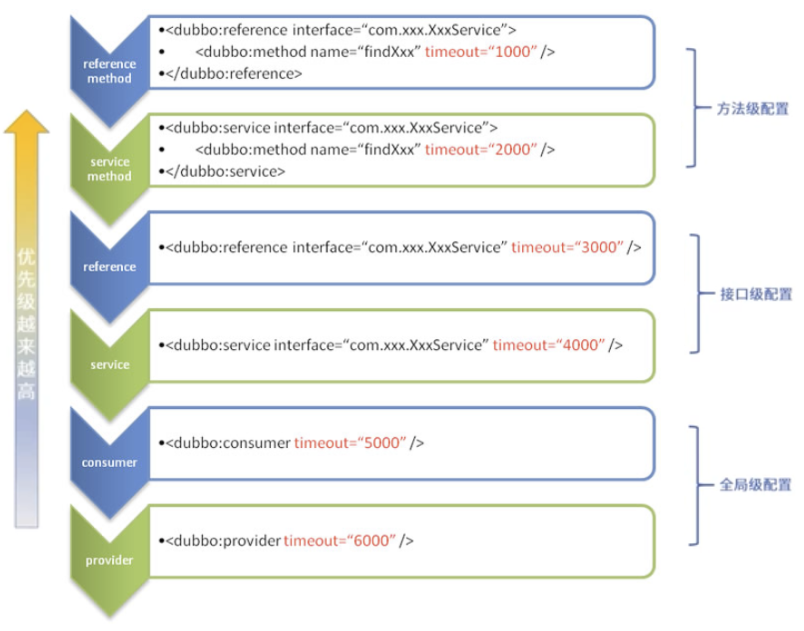 reference
method
•<dubbo:reference interface=“com.xxx.XxxService”>
• <dubbo:method name=“findXxx” timeout=“1000” />
•</dubbo:reference>
service
method
•<dubbo:service interface=“com.xxx.XxxService”>
• <dubbo:method name=“findXxx” timeout=“2000” />
•</dubbo:service>
方法级配置
reference
•<dubbo:reference interface=“com.xxx.XxxService” timeout=“3000” />
service
•<dubbo:service interface=“com.xxx.XxxService” timeout=“4000” />
接口级配置
consumer
•<dubbo:consumer timeout=“5000” />
provider
•<dubbo:provider timeout=“6000” />
全局级配置
优先级越来越高